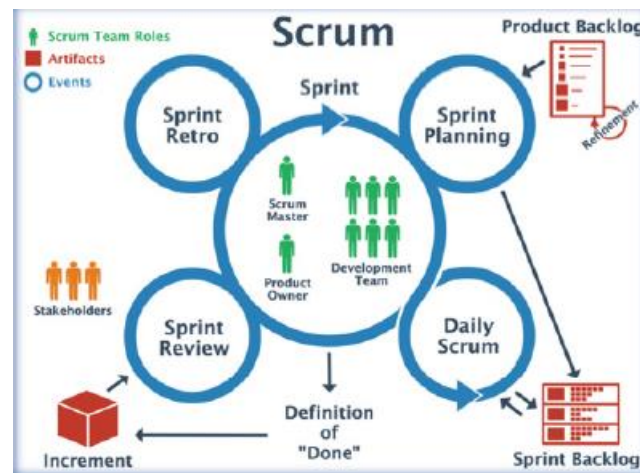 Scrum
Scrum Team Roles
Artifacts
Events
Product Backlog
Refinement
Sprint
Sprint
Retro
Sprint
Planning
Scrum
Master
Product
Owner
Development
Team
Stakeholders
Sprint
Review
Daily
Scrum
Increment
Definition
of
"Done"
Sprint Backlog